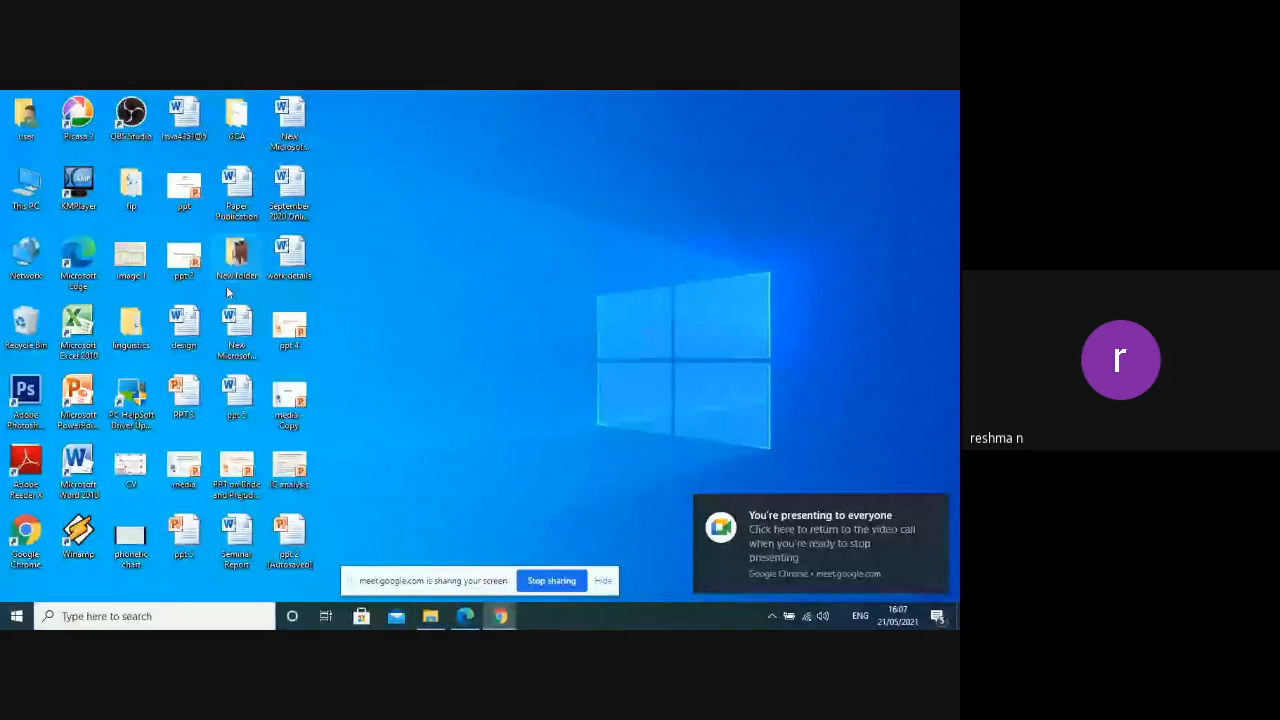 user
Picasa 3
OBS Studio
GCA
New
Microsof...
This PC
KMPlayer
fip
ppt
Paper
Publication
September
2020 Onli...
Network
Microsoft
Edge
image 1
ppt 2
New folder
work details
Recycle Bin
Microsoft
Excel 2010
linguistics
design
New
Microsof...
ppt 4
Adobe
Photosh...
Microsoft
PowerPoi...
PC HelpSoft
Driver Up...
ppt 5
media -
Copy
Adobe
Reader X
Microsoft
Word 2010
CV
media
PPT on Bride
and Prejud...
IC analysis
Google
Chrome
Winamp
phonetic
chart
Seminar
Report
ppt 2
[Autosaved]
You're presenting to everyone
Click here to return to the video call
when you're ready to stop
presenting
Google Chrome • meet.google.com
meet.google.com is sharing your screen
Stop sharing
Hide
Type here to search
ENG
16:07
21/05/2021
r
reshma n